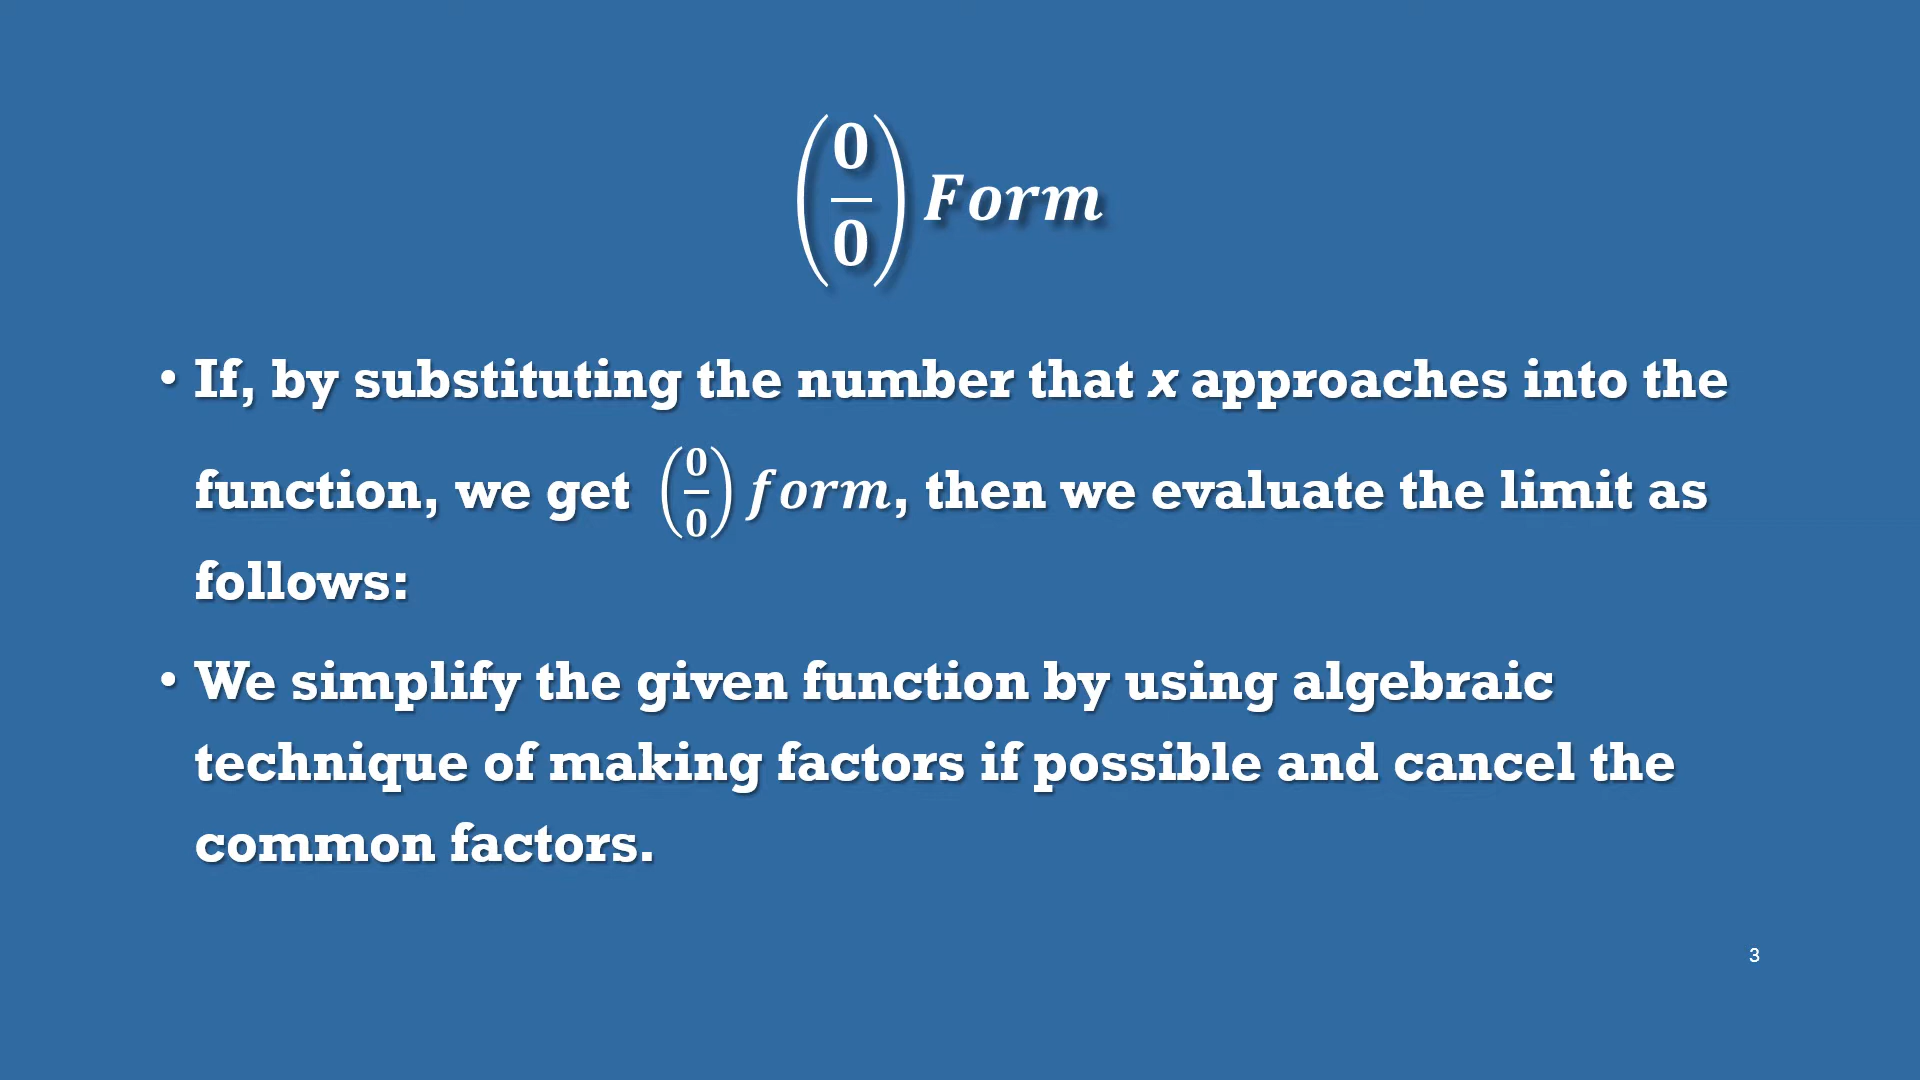 (0/0) Form
• If, by substituting the number that x approaches into the
function, we get (0/0) form, then we evaluate the limit as
follows:
• We simplify the given function by using algebraic
technique of making factors if possible and cancel the
common factors.
3